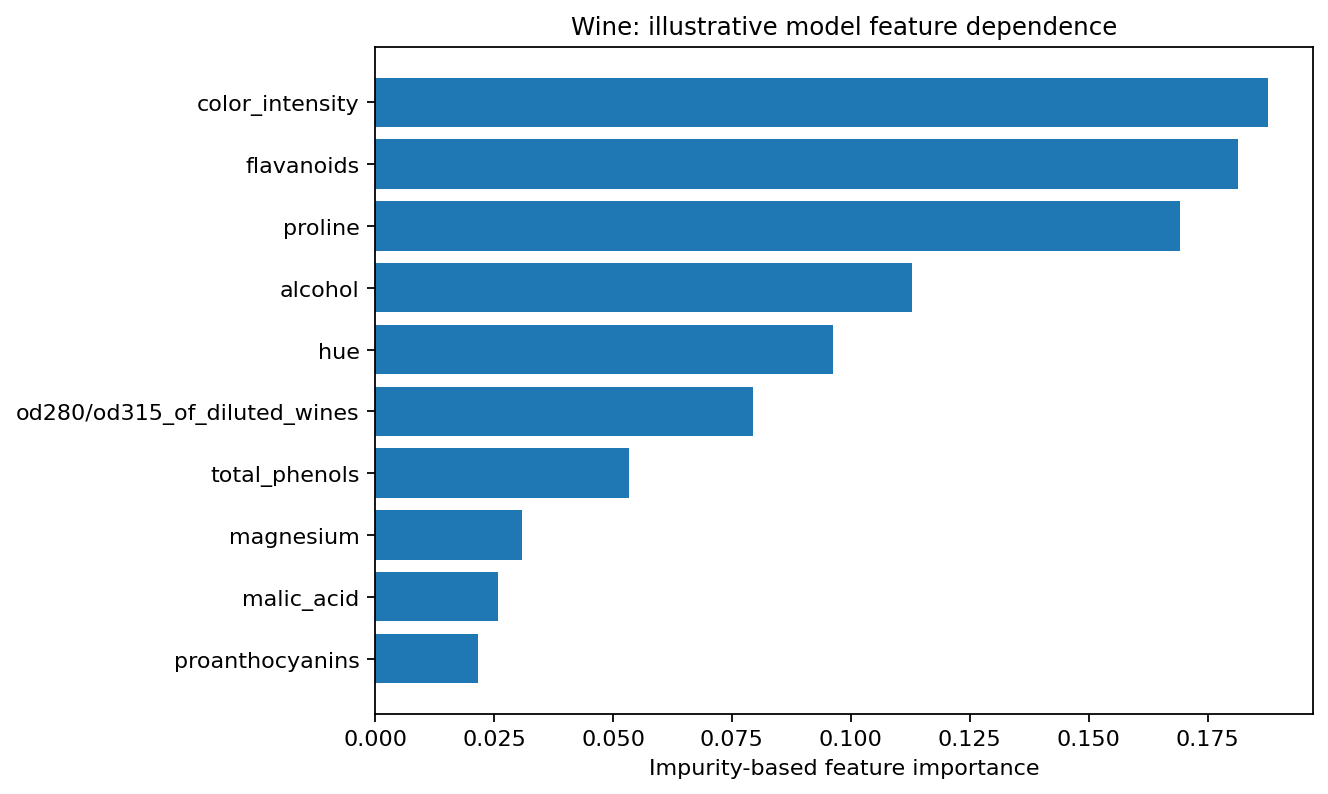 Wine: illustrative model feature dependence
color_intensity
flavanoids
proline
alcohol
hue
od280/od315_of_diluted_wines
total_phenols
magnesium
malic_acid
proanthocyanins
0.000 0.025 0.050 0.075 0.100 0.125 0.150 0.175
Impurity-based feature importance